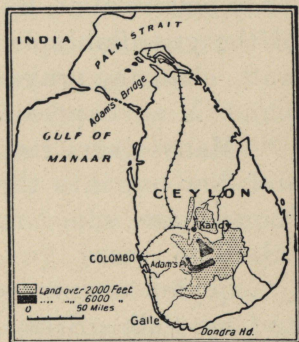 INDIA
PALK STRAIT
Adam's Bridge
GULF OF
MANAAR
CEYLON
Kandy
COLOMBO
Adam's Pk
Land over 2000 Feet
" " 6000 "
0 50 Miles
Galle
Dondra Hd.